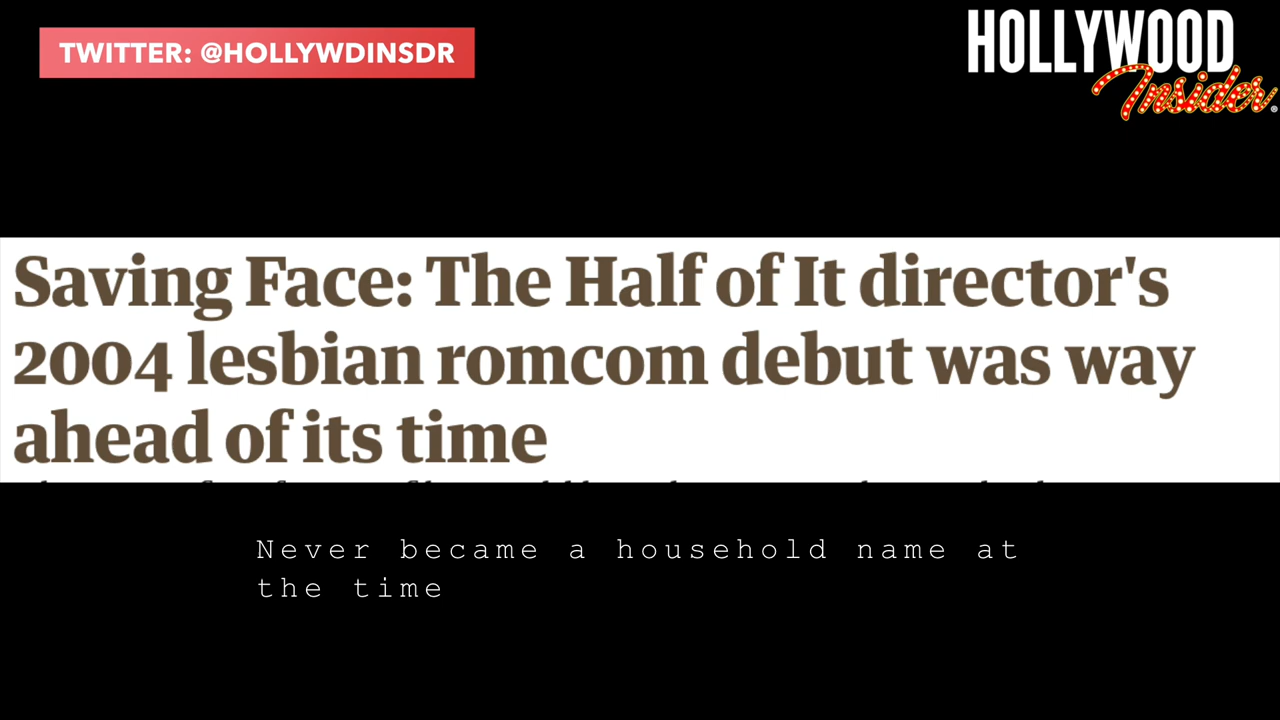 TWITTER: @HOLLYWDINSDR
HOLLYWOOD
Insider
Saving Face: The Half of It director's
2004 lesbian romcom debut was way
ahead of its time
Never became a household name at
the time